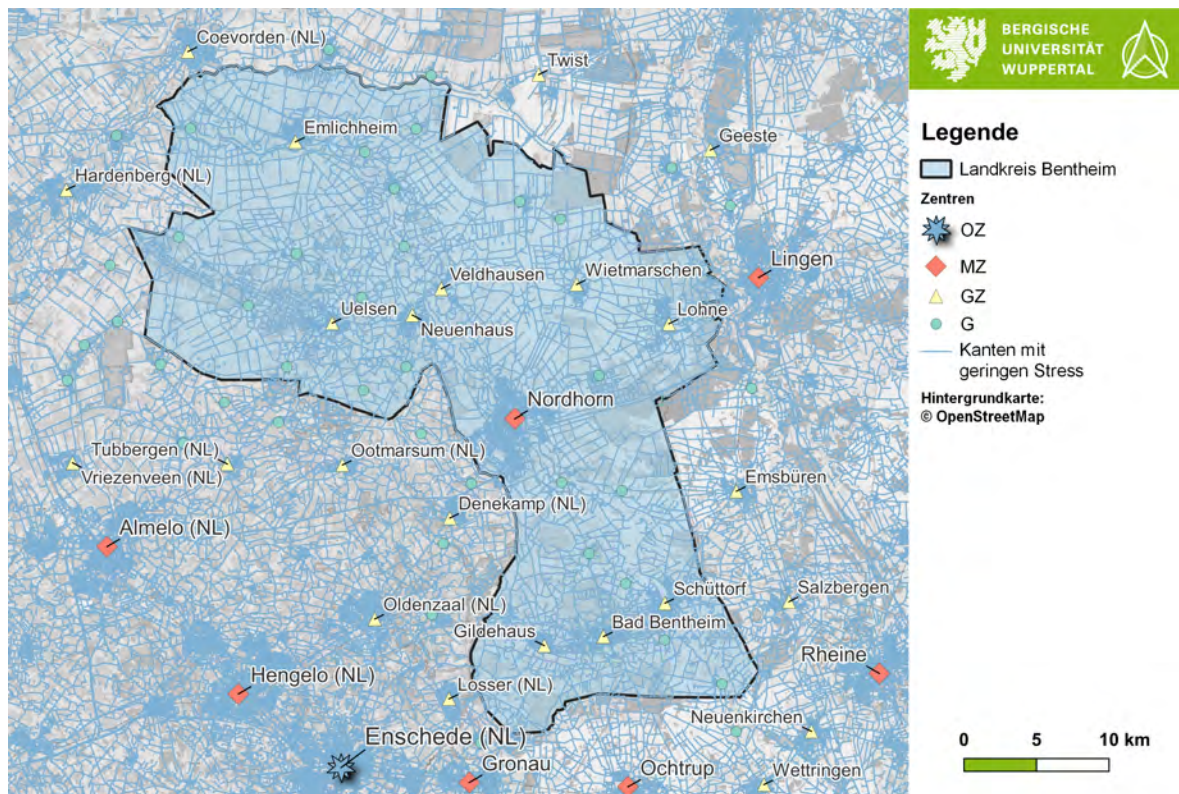 Coevorden (NL)
Twist
Emlichheim
Geeste
Hardenberg (NL)
Veldhausen
Wietmarschen
Lingen
Uelsen
Neuenhaus
Lohne
Nordhorn
Tubbergen (NL)
Vriezenveen (NL)
Ootmarsum (NL)
Emsbüren
Denekamp (NL)
Almelo (NL)
Oldenzaal (NL)
Schüttorf
Salzbergen
Gildehaus
Bad Bentheim
Hengelo (NL)
Rheine
Losser (NL)
Neuenkirchen
Enschede (NL)
Gronau
Ochtrup
Wettringen
BERGISCHE
UNIVERSITÄT
WUPPERTAL
Legende
Landkreis Bentheim
Zentren
OZ
MZ
GZ
G
Kanten mit
geringen Stress
Hintergrundkarte:
© OpenStreetMap
0 5 10 km